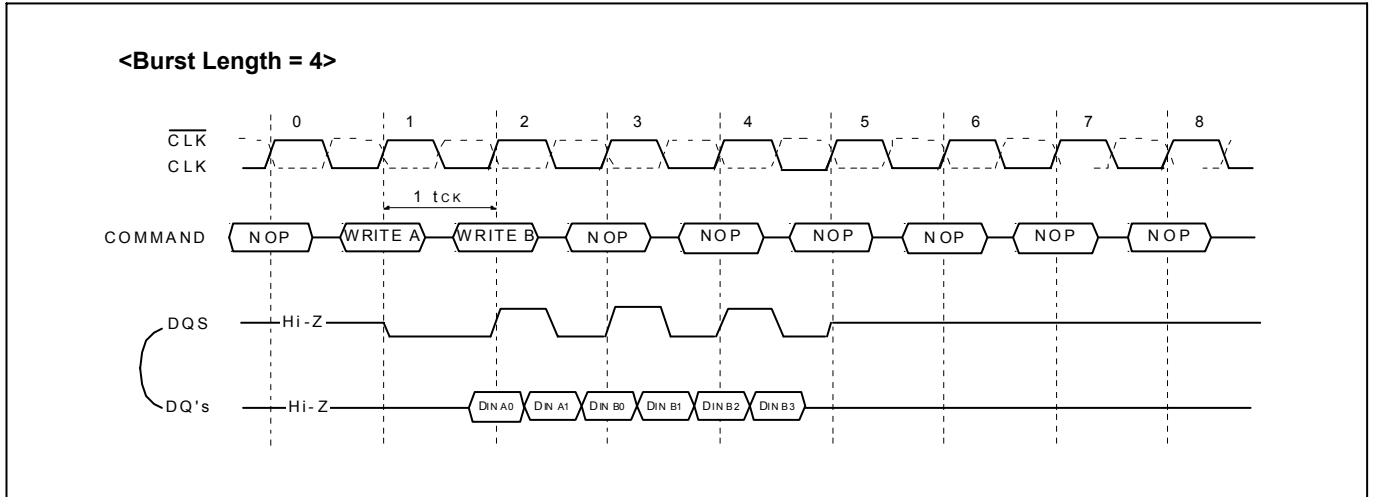 <Burst Length = 4>
0 1 2 3 4 5 6 7 8
CLK
CLK
1 tCK
COMMAND NOP WRITE A WRITE B NOP NOP NOP NOP NOP NOP
DQS Hi-Z
DQ's Hi-Z DIN A0 DIN A1 DIN B0 DIN B1 DIN B2 DIN B3